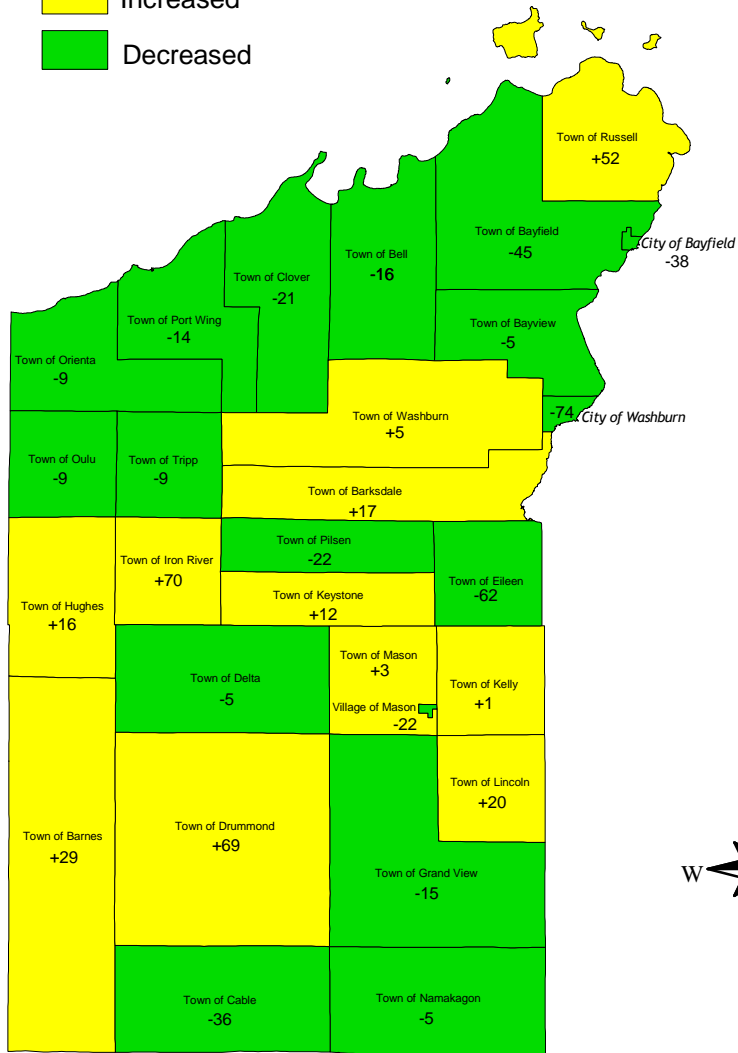 Increased
Decreased
Town of Russell
+52
Town of Bayfield
-45
City of Bayfield
-38
Town of Bell
-16
Town of Clover
-21
Town of Port Wing
-14
Town of Bayview
-5
Town of Orienta
-9
Town of Washburn
+5
-74
City of Washburn
Town of Oulu
-9
Town of Tripp
-9
Town of Barksdale
+17
Town of Pilsen
-22
Town of Iron River
+70
Town of Eileen
-62
Town of Keystone
+12
Town of Hughes
+16
Town of Mason
+3
Town of Delta
-5
Town of Kelly
+1
Village of Mason
-22
Town of Lincoln
+20
Town of Drummond
+69
Town of Barnes
+29
Town of Grand View
-15
W
Town of Cable
-36
Town of Namakagon
-5